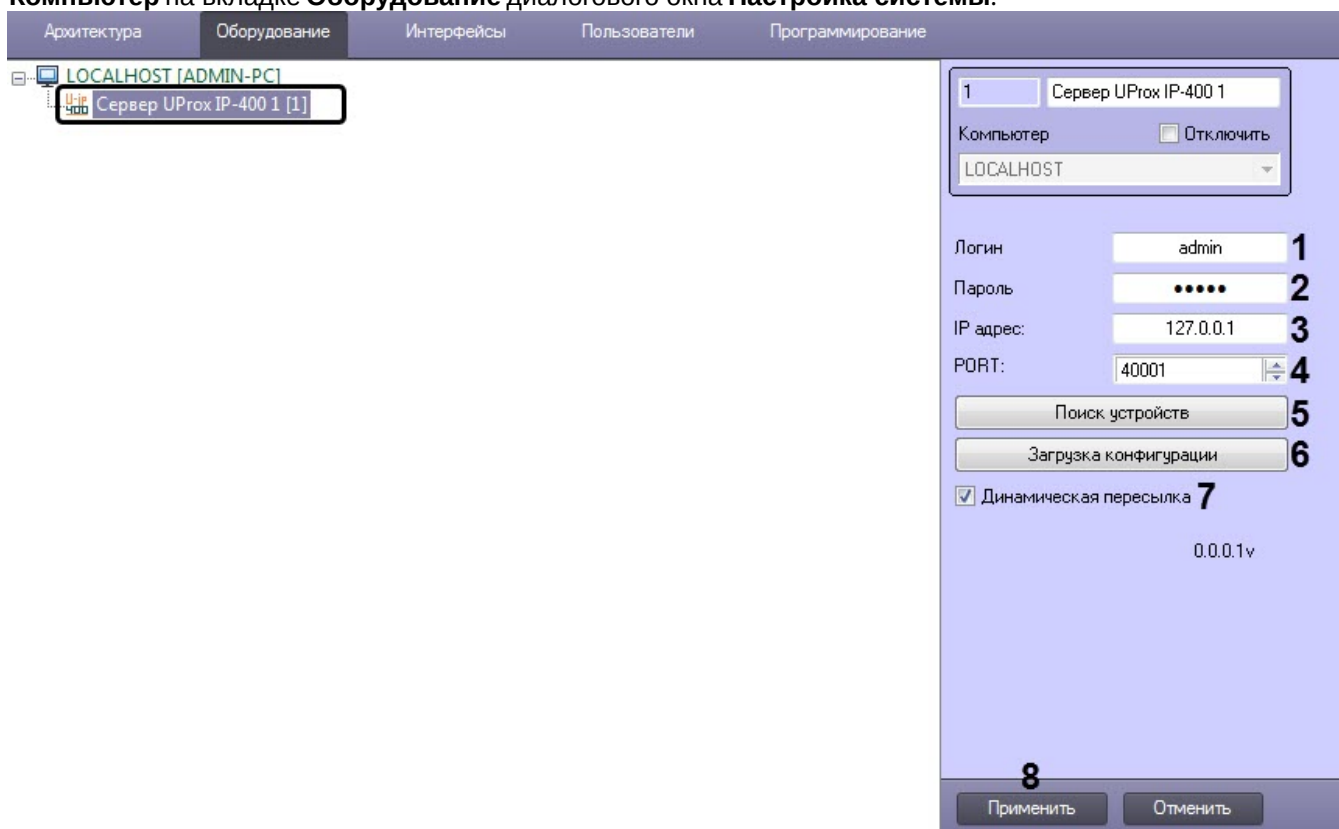 Компьютер на вкладке Оборудование диалогового окна Настройка системы.
Архитектура Оборудование Интерфейсы Пользователи Программирование
LOCALHOST [ADMIN-PC]
Сервер UProx IP-400 1 [1]
1 Сервер UProx IP-400 1
Компьютер Отключить
LOCALHOST
Логин admin 1
Пароль ••••• 2
IP адрес: 127.0.0.1 3
PORT: 40001 4
Поиск устройств 5
Загрузка конфигурации 6
Динамическая пересылка 7
0.0.0.1v
8
Применить Отменить